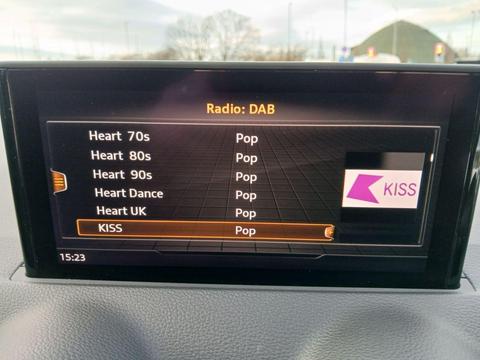 Radio: DAB
Heart 70s Pop
Heart 80s Pop
Heart 90s Pop
Heart Dance Pop
Heart UK Pop
KISS Pop
KISS
15:23